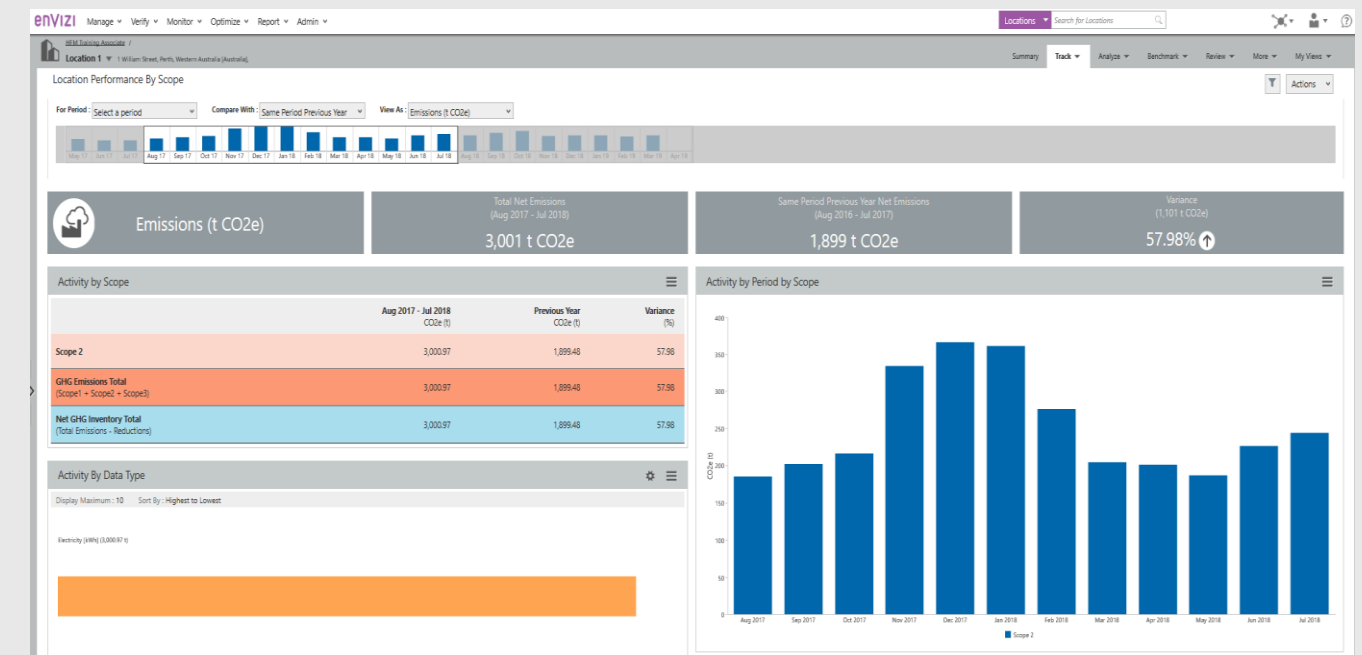 enVIZI Manage Verify Monitor Optimize Report Admin Locations Search for Locations
Location 1 1 William Street, Perth, Western Australia (Australia), Summary Track Analyze Benchmark Review More My Views
Location Performance By Scope Actions
For Period : Select a period Compare With : Same Period Previous Year View As : Emissions (t CO2e)
May 17 Jun 17 Jul 17 Aug 17 Sep 17 Oct 17 Nov 17 Dec 17 Jan 18 Feb 18 Mar 18 Apr 18 May 18 Jun 18 Jul 18 Aug 18 Sep 18 Oct 18 Nov 18 Dec 18 Jan 19 Feb 19 Mar 19 Apr 19
Emissions (t CO2e)
Total Net Emissions
(Aug 2017 - Jul 2018)
3,001 t CO2e
Same Period Previous Year Net Emissions
(Aug 2016 - Jul 2017)
1,899 t CO2e
Variance
(1,101 t CO2e)
57.98%
Activity by Scope
Aug 2017 - Jul 2018 Previous Year Variance
CO2e (t) CO2e (t) (%)
Scope 2 3,000.97 1,899.48 57.98
GHG Emissions Total
(Scope1 + Scope2 + Scope3) 3,000.97 1,899.48 57.98
Net GHG Inventory Total
(Total Emissions - Reductions) 3,000.97 1,899.48 57.98
Activity By Data Type
Display Maximum : 10 Sort By : Highest to Lowest
Electricity [kWh] (3,000.97 t)
Activity by Period by Scope
400
350
300
250
200
150
100
50
0
CO2e (t)
Aug 2017 Sep 2017 Oct 2017 Nov 2017 Dec 2017 Jan 2018 Feb 2018 Mar 2018 Apr 2018 May 2018 Jun 2018 Jul 2018
Scope 2